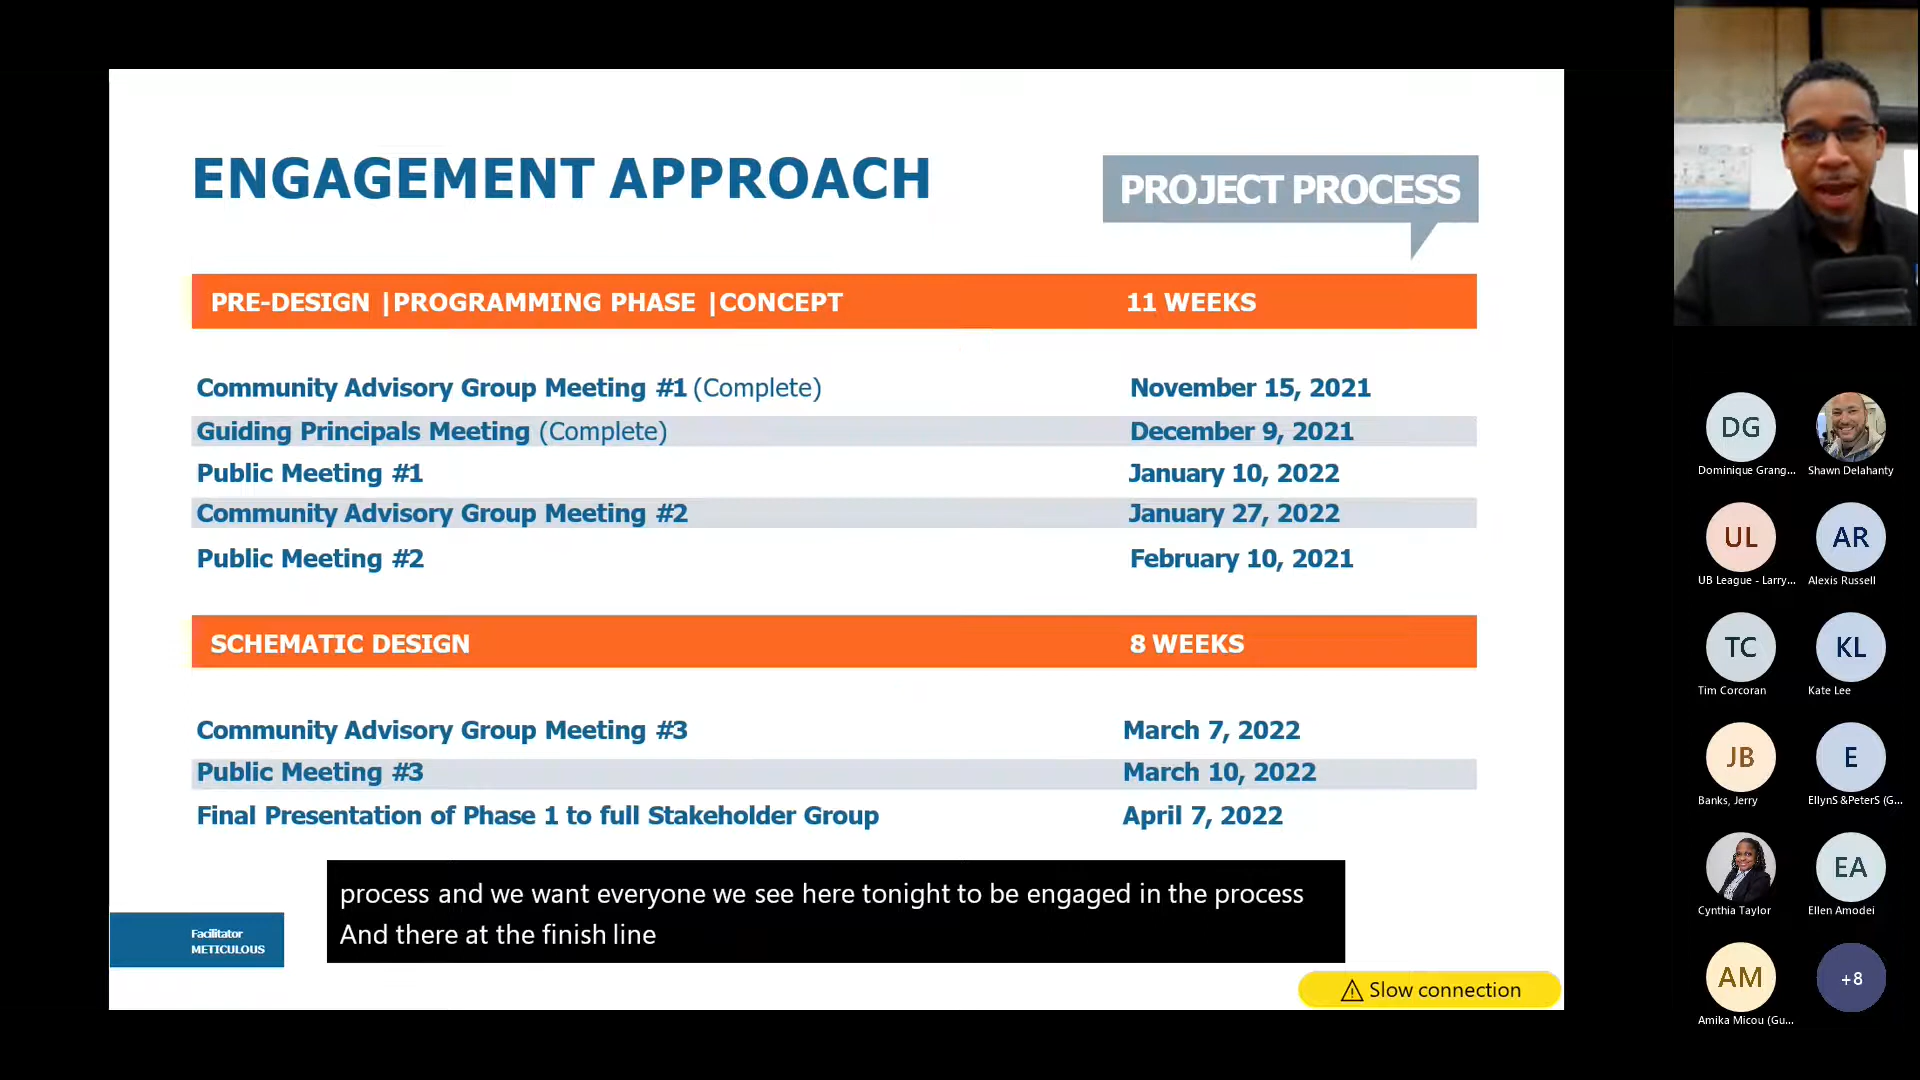 ENGAGEMENT APPROACH
PROJECT PROCESS
PRE-DESIGN |PROGRAMMING PHASE |CONCEPT 11 WEEKS
Community Advisory Group Meeting #1 (Complete) November 15, 2021
Guiding Principals Meeting (Complete) December 9, 2021
Public Meeting #1 January 10, 2022
Community Advisory Group Meeting #2 January 27, 2022
Public Meeting #2 February 10, 2021
SCHEMATIC DESIGN 8 WEEKS
Community Advisory Group Meeting #3 March 7, 2022
Public Meeting #3 March 10, 2022
Final Presentation of Phase 1 to full Stakeholder Group April 7, 2022
process and we want everyone we see here tonight to be engaged in the process
And there at the finish line
Facilitator
METICULOUS
Slow connection
DG
Dominique Grang...
Shawn Delahanty
UL
UB League - Larry...
AR
Alexis Russell
TC
Tim Corcoran
KL
Kate Lee
JB
Banks, Jerry
E
EllynS &PeterS (G...
Cynthia Taylor
EA
Ellen Amodei
AM
Amika Micou (Gu...
+8